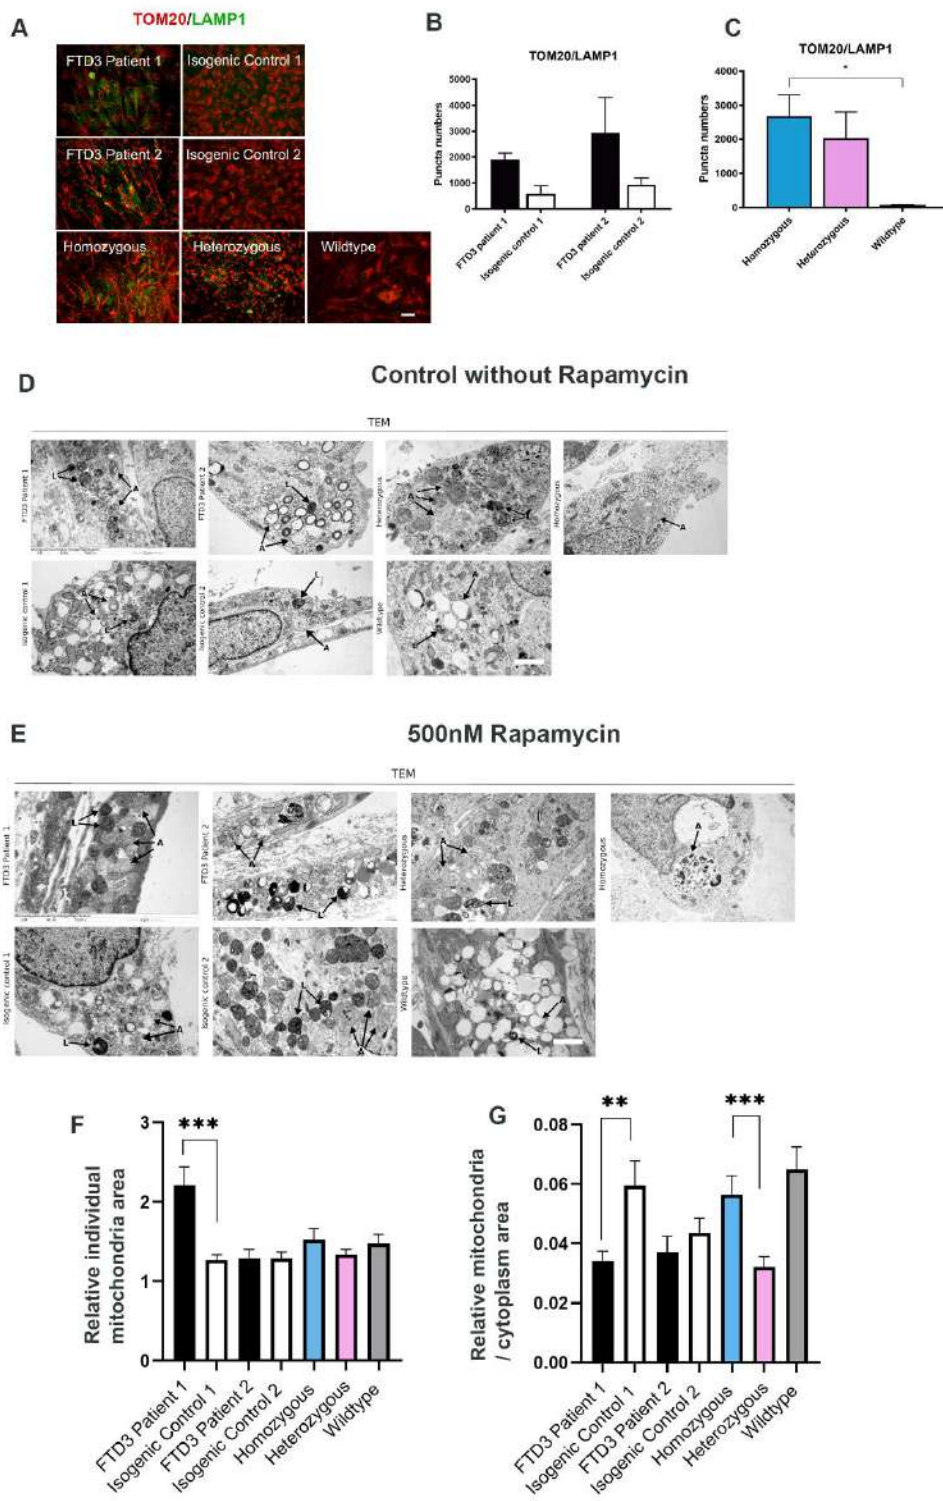 A
TOM20/LAMP1
FTD3 Patient 1
Isogenic Control 1
FTD3 Patient 2
Isogenic Control 2
Homozygous
Heterozygous
Wildtype
B
TOM20/LAMP1
Puncta numbers
5000
4000
3000
2000
1000
0
FTD3 patient 1
Isogenic control 1
FTD3 patient 2
Isogenic control 2
C
TOM20/LAMP1
*
Puncta numbers
4000
3000
2000
1000
0
Homozygous
Heterozygous
Wildtype
D
Control without Rapamycin
TEM
FTD3 Patient 1
L
A
FTD3 Patient 2
L
A
Heterozygous
A
L
Homozygous
A
Isogenic control 1
A
L
Isogenic control 2
L
A
Wildtype
A
E
500nM Rapamycin
TEM
FTD3 Patient 1
L
A
FTD3 Patient 2
A
L
Heterozygous
A
L
Homozygous
A
Isogenic control 1
A
L
Isogenic control 2
L
A
Wildtype
A
L
F
***
Relative individual
mitochondria area
3
2
1
0
FTD3 Patient 1
Isogenic Control 1
FTD3 Patient 2
Isogenic Control 2
Homozygous
Heterozygous
Wildtype
G
**
***
Relative mitochondria
/ cytoplasm area
0.08
0.06
0.04
0.02
0.00
FTD3 Patient 1
Isogenic Control 1
FTD3 Patient 2
Isogenic Control 2
Homozygous
Heterozygous
Wildtype